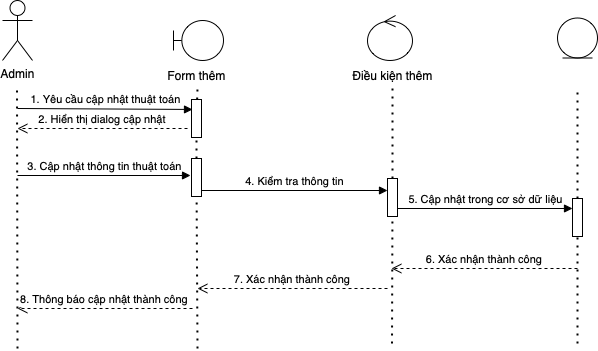 Admin
Form thêm
Điều kiện thêm
1. Yêu cầu cập nhật thuật toán
2. Hiển thị dialog cập nhật
3. Cập nhật thông tin thuật toán
4. Kiểm tra thông tin
5. Cập nhật trong cơ sở dữ liệu
6. Xác nhận thành công
7. Xác nhận thành công
8. Thông báo cập nhật thành công